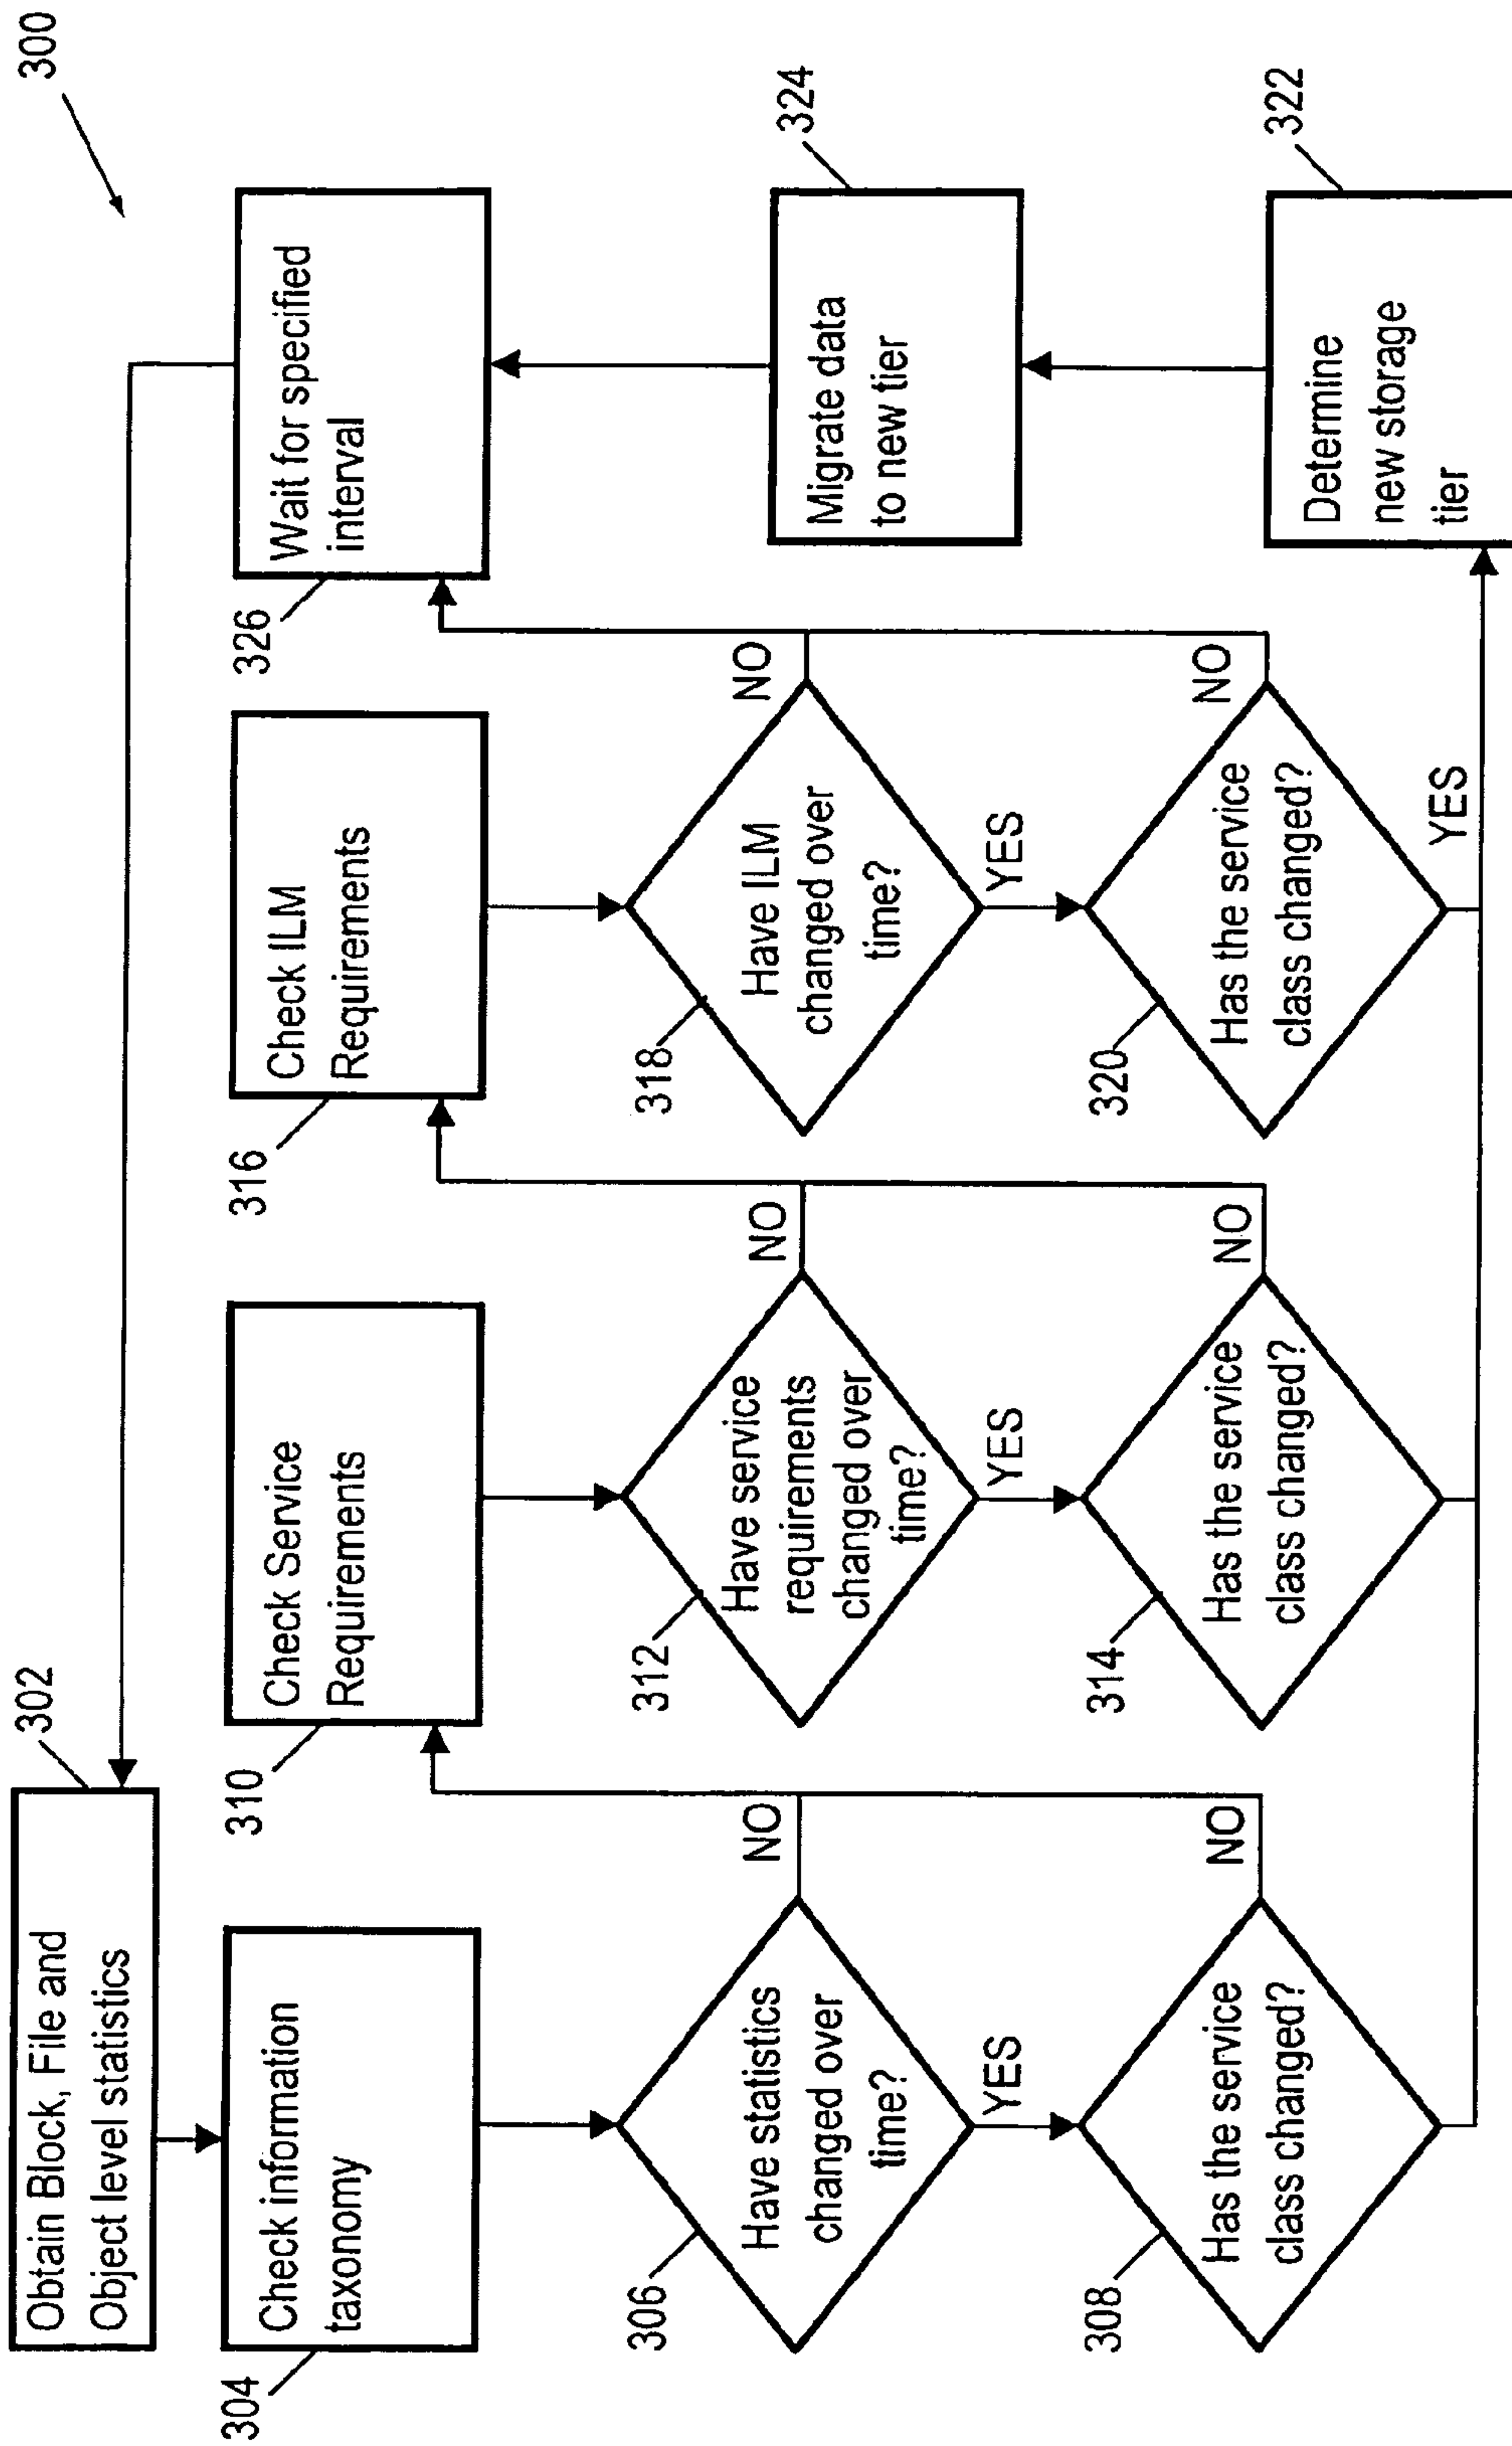 300
302
Obtain Block, File and
Object level statistics
304
Check information
taxonomy
306
Have statistics
changed over
time?
NO
YES
308
Has the service
class changed?
NO
310
Check Service
Requirements
312
Have service
requirements
changed over
time?
NO
YES
314
Has the service
class changed?
NO
316
Check ILM
Requirements
318
Have ILM
changed over
time?
NO
YES
320
Has the service
class changed?
NO
YES
326
Wait for specified
interval
324
Migrate data
to new tier
322
Determine
new storage
tier